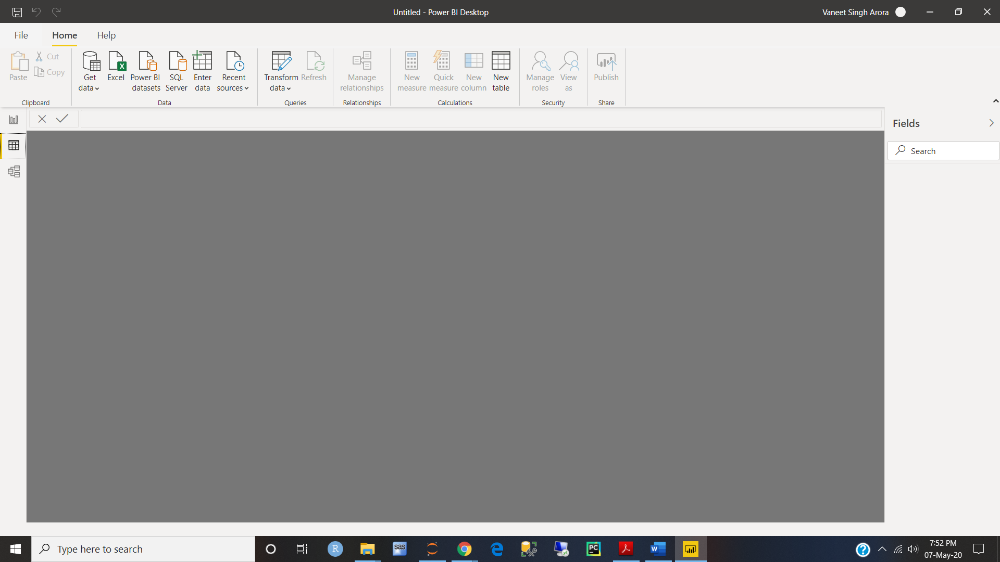 Untitled - Power BI Desktop
Vaneet Singh Arora
File Home Help
Paste
Cut
Copy
Clipboard
Get data
Excel
Power BI datasets
SQL Server
Enter data
Recent sources
Data
Transform data
Refresh
Queries
Manage relationships
Relationships
New measure
Quick measure
New column
New table
Calculations
Manage roles
View as
Security
Publish
Share
Fields
Search
Type here to search
R
sas
PC
W
?
7:52 PM
07-May-20